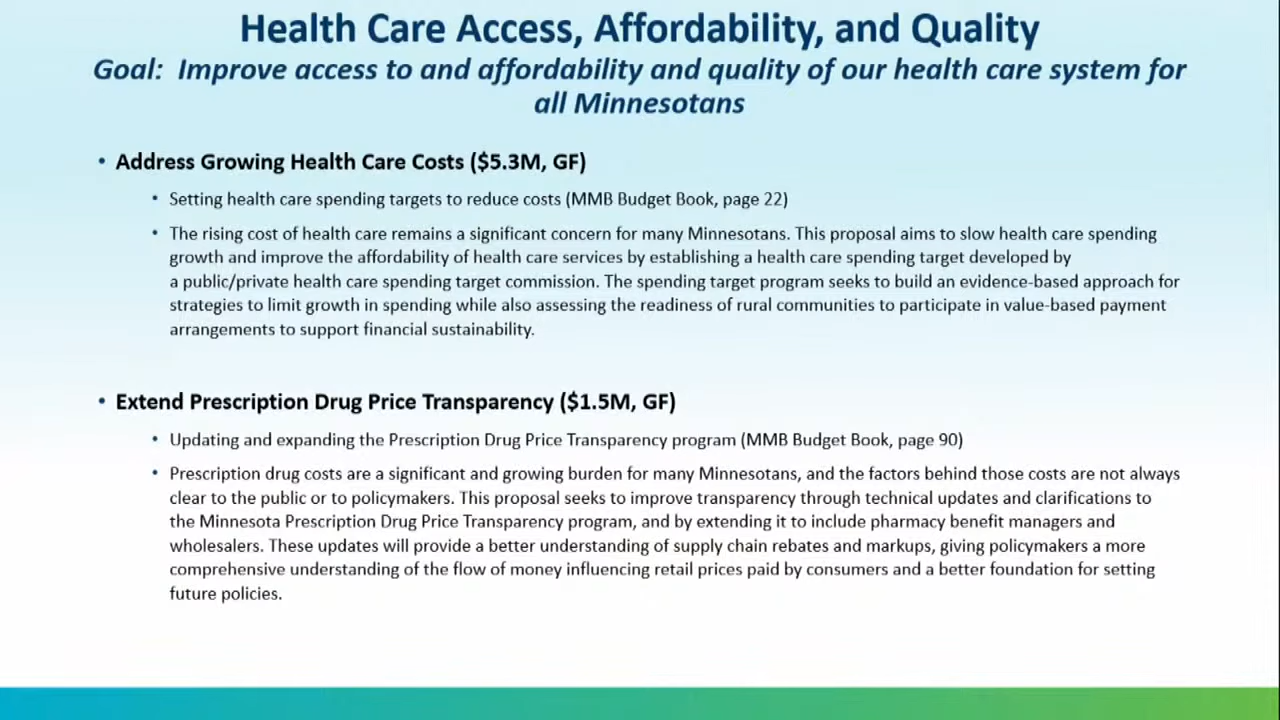 Health Care Access, Affordability, and Quality
Goal:  Improve access to and affordability and quality of our health care system for
all Minnesotans
• Address Growing Health Care Costs ($5.3M, GF)
• Setting health care spending targets to reduce costs (MMB Budget Book, page 22)
• The rising cost of health care remains a significant concern for many Minnesotans. This proposal aims to slow health care spending
growth and improve the affordability of health care services by establishing a health care spending target developed by
a public/private health care spending target commission. The spending target program seeks to build an evidence-based approach for
strategies to limit growth in spending while also assessing the readiness of rural communities to participate in value-based payment
arrangements to support financial sustainability.
• Extend Prescription Drug Price Transparency ($1.5M, GF)
• Updating and expanding the Prescription Drug Price Transparency program (MMB Budget Book, page 90)
• Prescription drug costs are a significant and growing burden for many Minnesotans, and the factors behind those costs are not always
clear to the public or to policymakers. This proposal seeks to improve transparency through technical updates and clarifications to
the Minnesota Prescription Drug Price Transparency program, and by extending it to include pharmacy benefit managers and
wholesalers. These updates will provide a better understanding of supply chain rebates and markups, giving policymakers a more
comprehensive understanding of the flow of money influencing retail prices paid by consumers and a better foundation for setting
future policies.